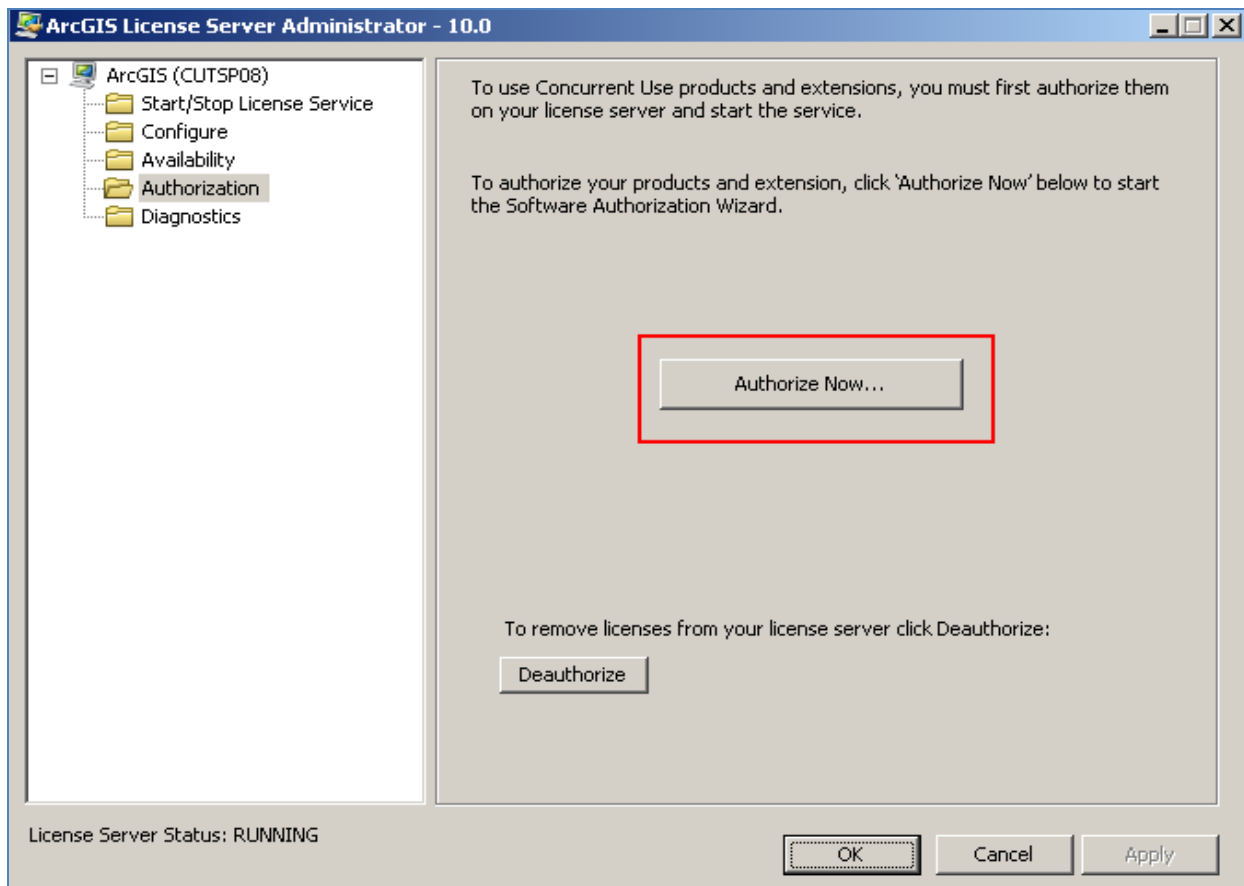 ArcGIS License Server Administrator - 10.0
ArcGIS (CUTSP08)
Start/Stop License Service
Configure
Availability
Authorization
Diagnostics
To use Concurrent Use products and extensions, you must first authorize them
on your license server and start the service.
To authorize your products and extension, click 'Authorize Now' below to start
the Software Authorization Wizard.
Authorize Now...
To remove licenses from your license server click Deauthorize:
Deauthorize
License Server Status: RUNNING
OK
Cancel
Apply